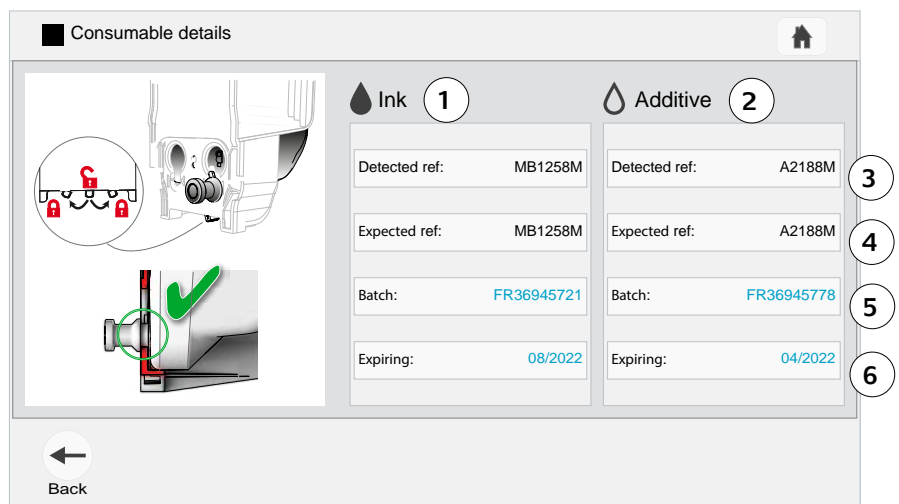 Consumable details
Ink 1
Additive 2
Detected ref: MB1258M
Detected ref: A2188M 3
Expected ref: MB1258M
Expected ref: A2188M 4
Batch: FR36945721
Batch: FR36945778 5
Expiring: 08/2022
Expiring: 04/2022 6
Back